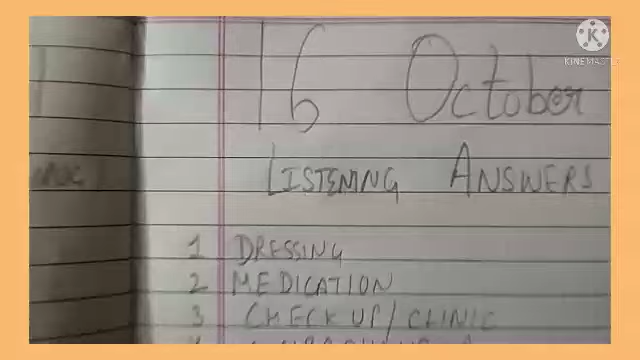 16 October
KINEMASTER
LISTENING ANSWERS
1 DRESSING
2 MEDICATION
3 CHECK UP / CLINIC